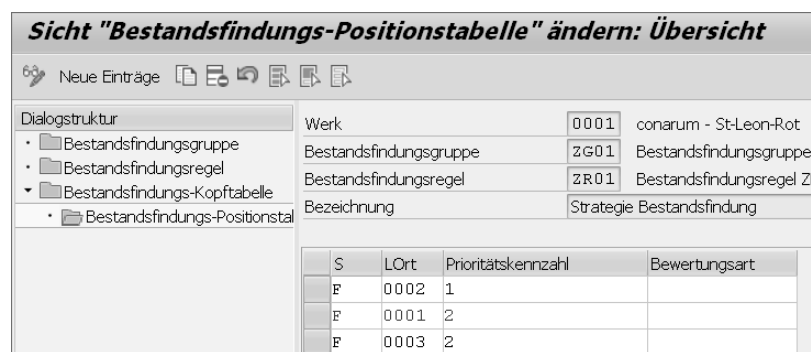 Sicht "Bestandsfindungs-Positionstabelle" ändern: Übersicht
Neue Einträge
Dialogstruktur
Bestandsfindungsgruppe
Bestandsfindungsregel
Bestandsfindungs-Kopftabelle
Bestandsfindungs-Positionstal
Werk 0001 conarum - St-Leon-Rot
Bestandsfindungsgruppe ZG01 Bestandsfindungsgruppe
Bestandsfindungsregel ZR01 Bestandsfindungsregel
Bezeichnung Strategie Bestandsfindung
S LOrt Prioritätskennzahl Bewertungsart
F 0002 1
F 0001 2
F 0003 2